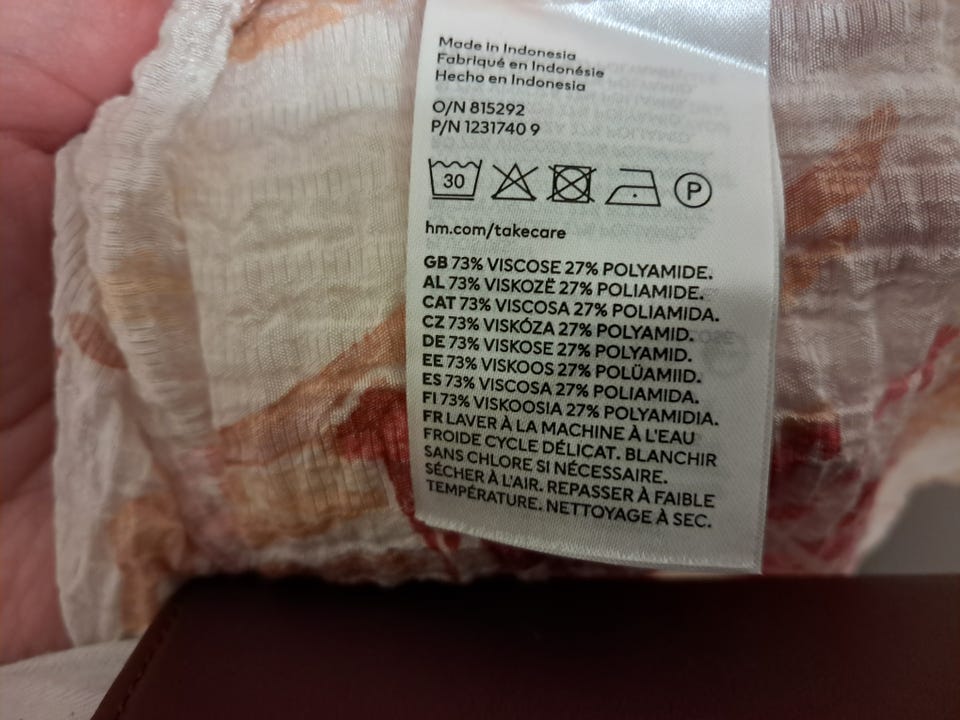 Made in Indonesia
Fabriqué en Indonésie
Hecho en Indonesia
O/N 815292
P/N 1231740 9
30
P
hm.com/takecare
GB 73% VISCOSE 27% POLYAMIDE.
AL 73% VISKOZË 27% POLIAMIDE.
CAT 73% VISCOSA 27% POLIAMIDA.
CZ 73% VISKÓZA 27% POLYAMID.
DE 73% VISKOSE 27% POLYAMID.
EE 73% VISKOOS 27% POLÜAMIID.
ES 73% VISCOSA 27% POLIAMIDA.
FI 73% VISKOOSIA 27% POLYAMIDIA.
FR LAVER À LA MACHINE À L'EAU
FROIDE CYCLE DÉLICAT. BLANCHIR
SANS CHLORE SI NÉCESSAIRE.
SÉCHER À L'AIR. REPASSER À FAIBLE
TEMPÉRATURE. NETTOYAGE À SEC.